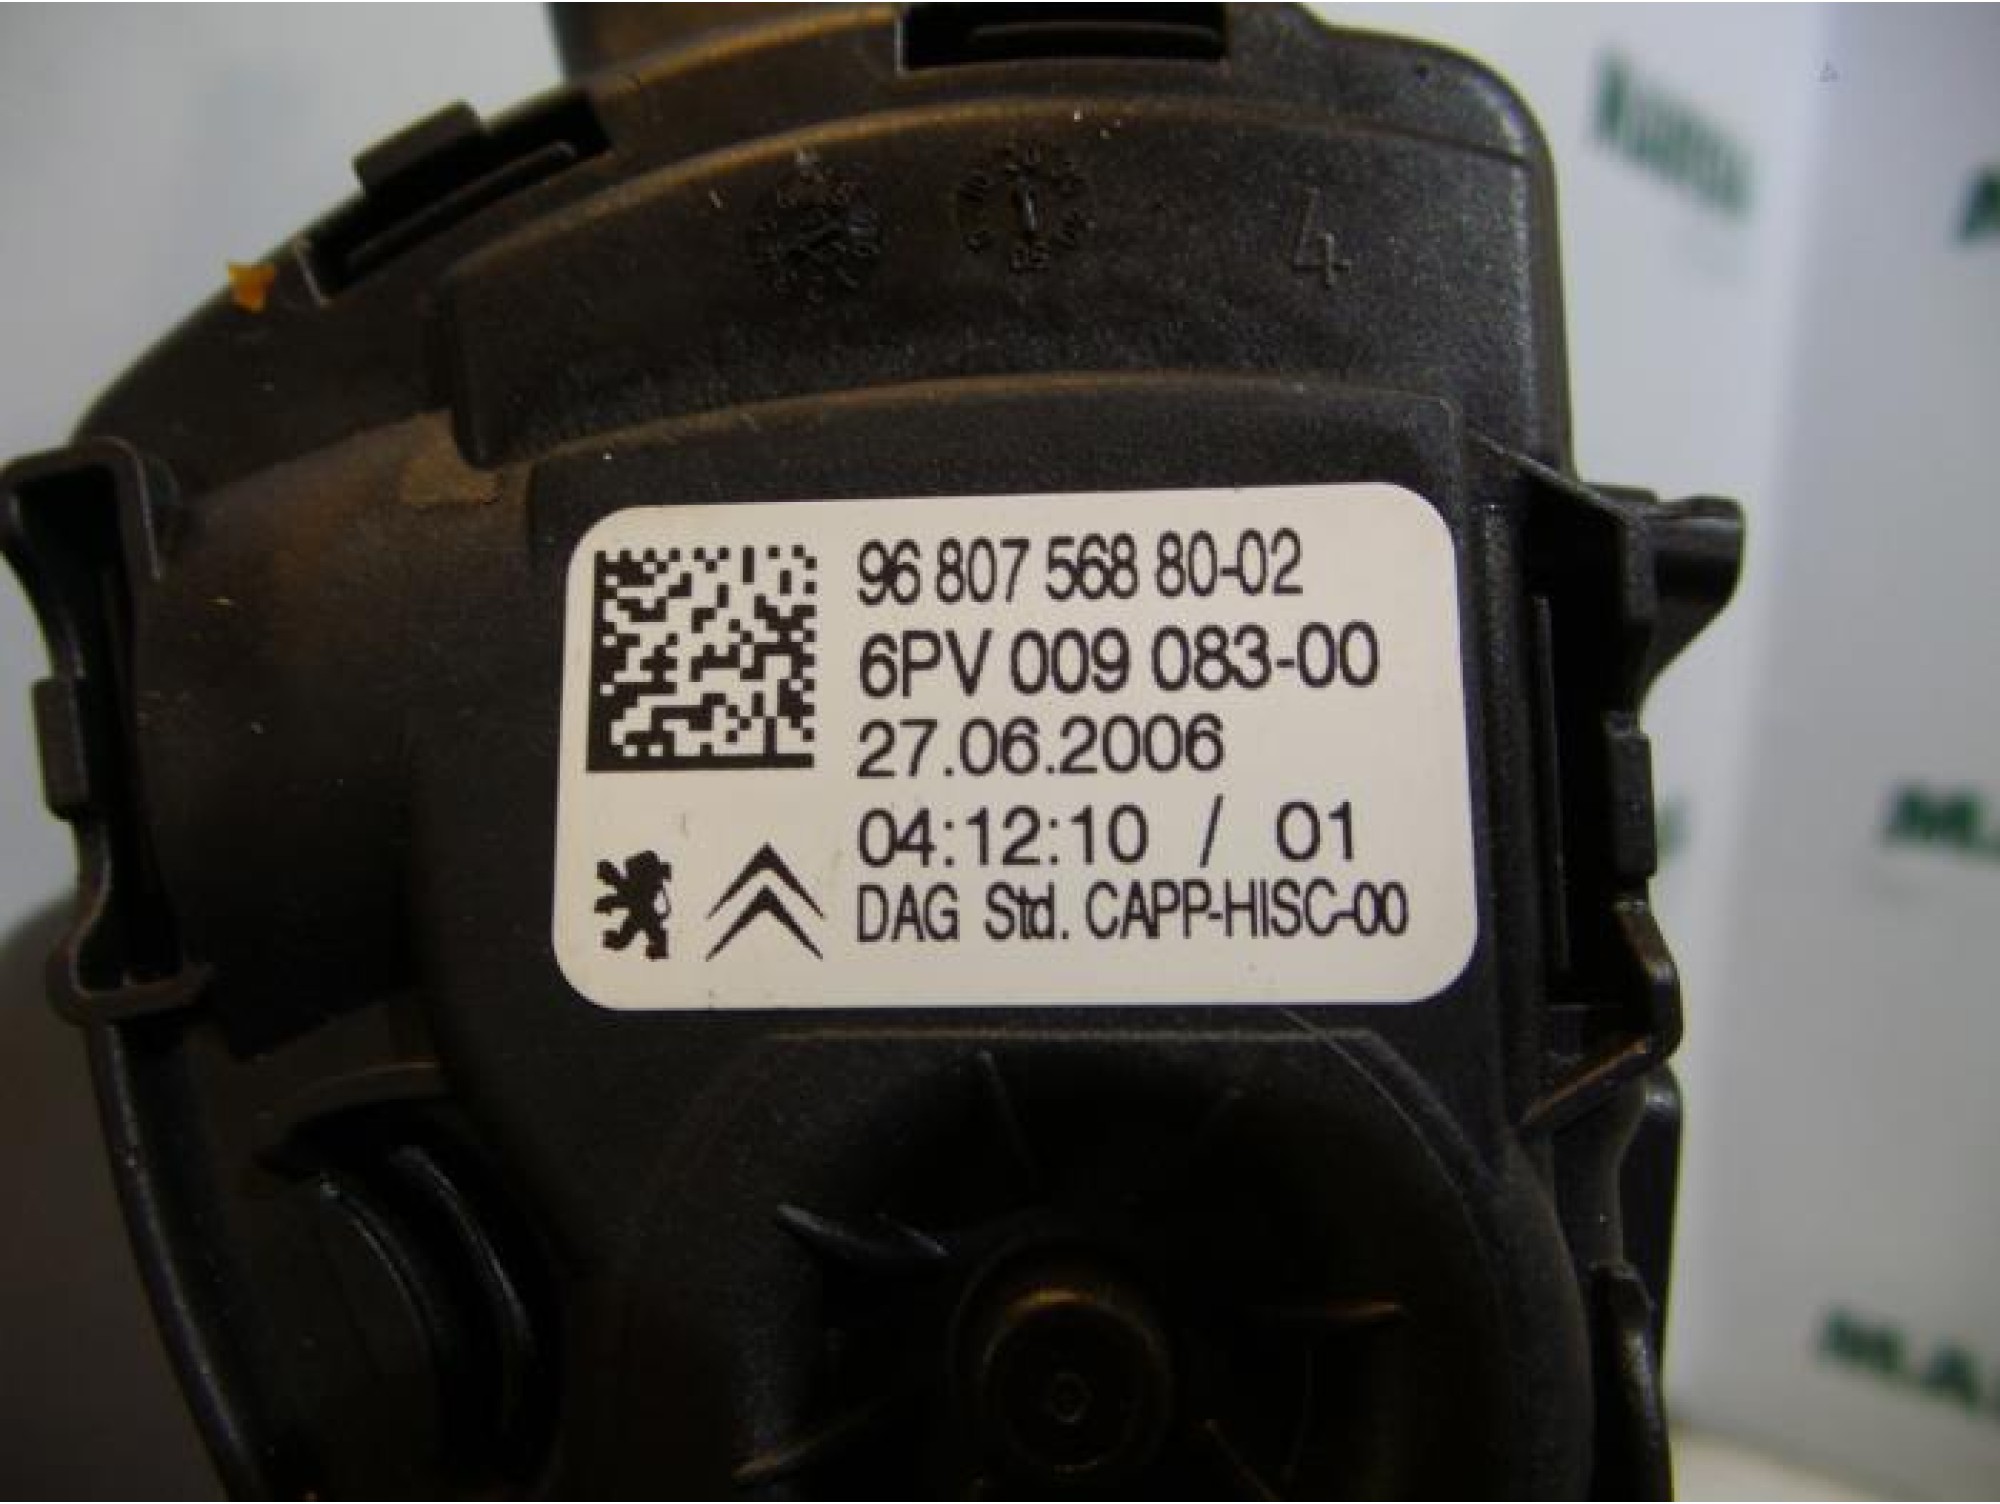 4
96 807 568 80-02
6PV 009 083-00
27.06.2006
04:12:10 / 01
DAG Std. CAPP-HISC-00